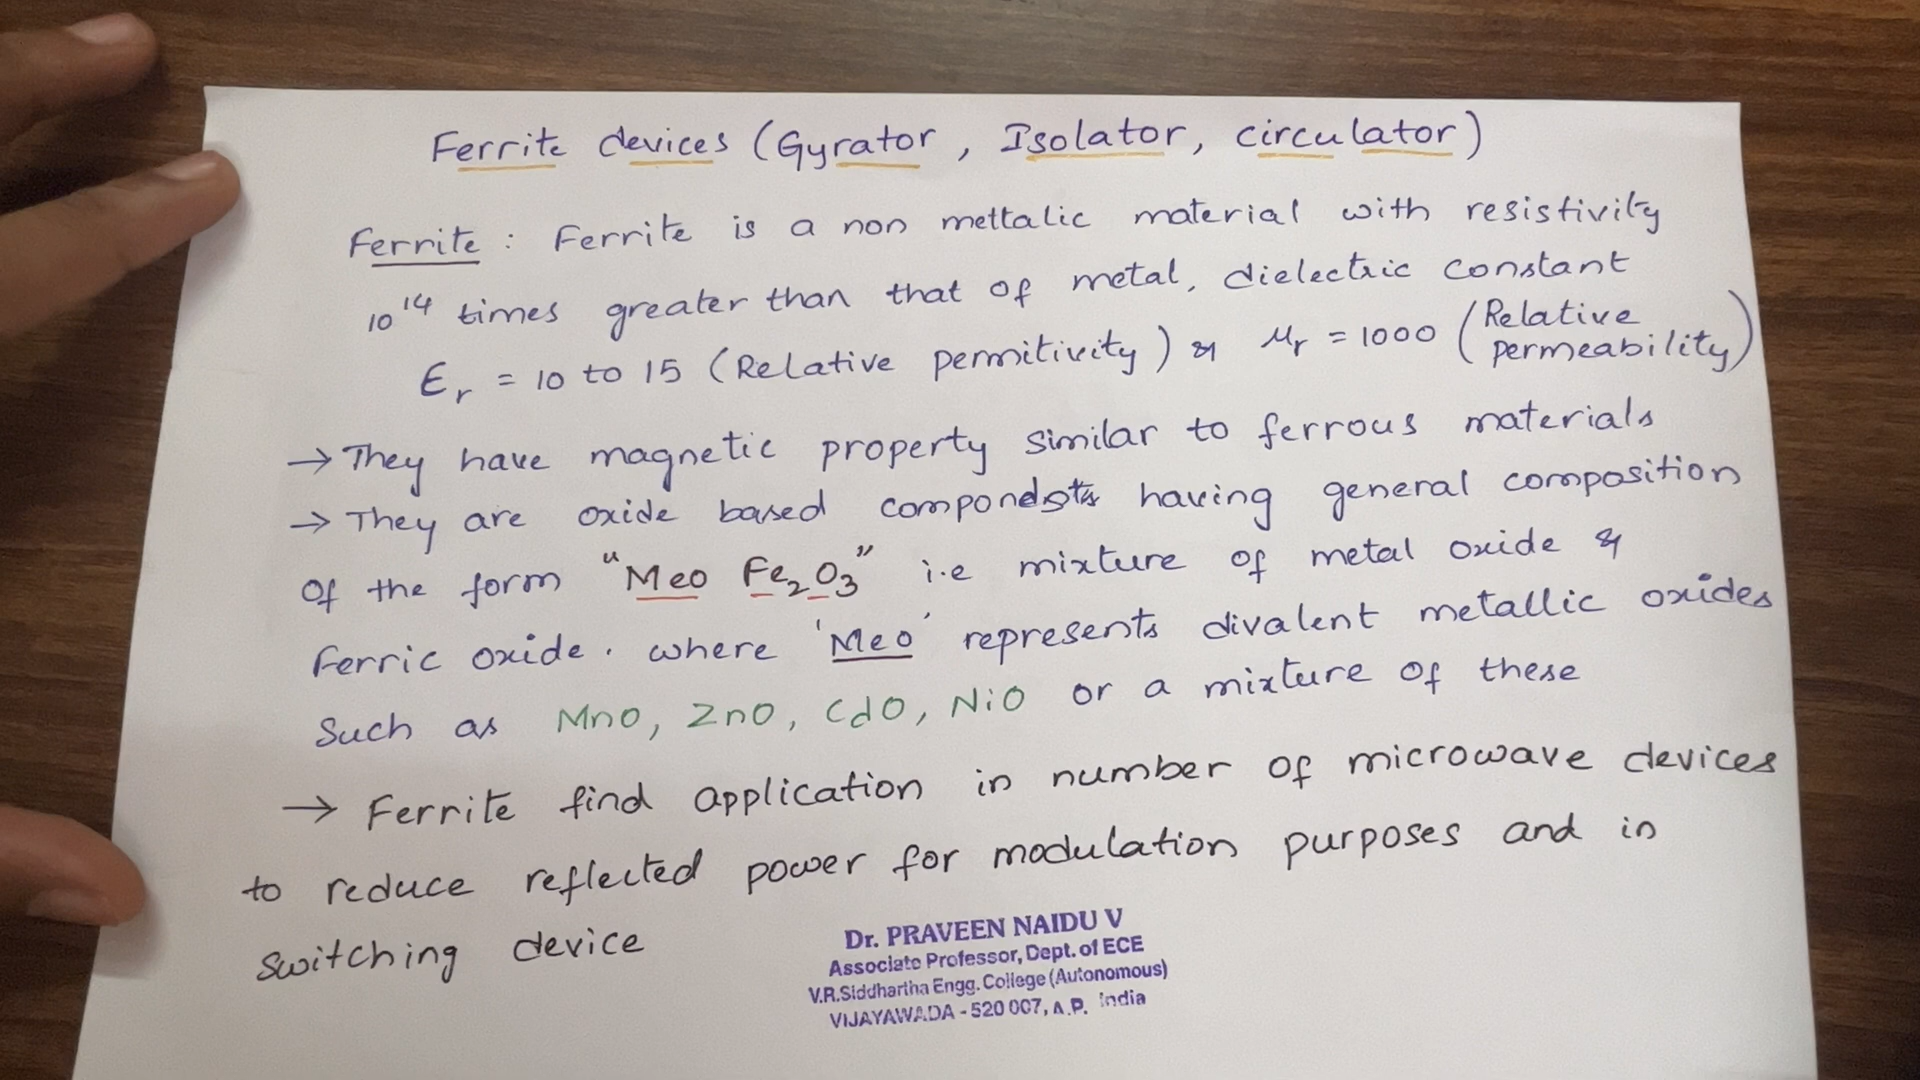 Ferrite devices (Gyrator, Isolator, circulator)
Ferrite : Ferrite is a non mettalic material with resistivity
10¹⁴ times greater than that of metal, dielectric constant
Єr = 10 to 15 (Relative permitivity) & μr = 1000 (Relative permeability)
→ They have magnetic property similar to ferrous materials
→ They are oxide based having general composition
of the form "Meo Fe₂O₃" i.e mixture of metal oxide &
ferric oxide. where 'Meo' represents divalent metallic oxides
Such as MnO, ZnO, CdO, NiO or a mixture of these
→ Ferrite find application in number of microwave devices
to reduce reflected power for modulation purposes and in
switching device
Dr. PRAVEEN NAIDU V
Associate Professor, Dept. of ECE
V.R.Siddhartha Engg. College (Autonomous)
VIJAYAWADA - 520 007, A.P. India